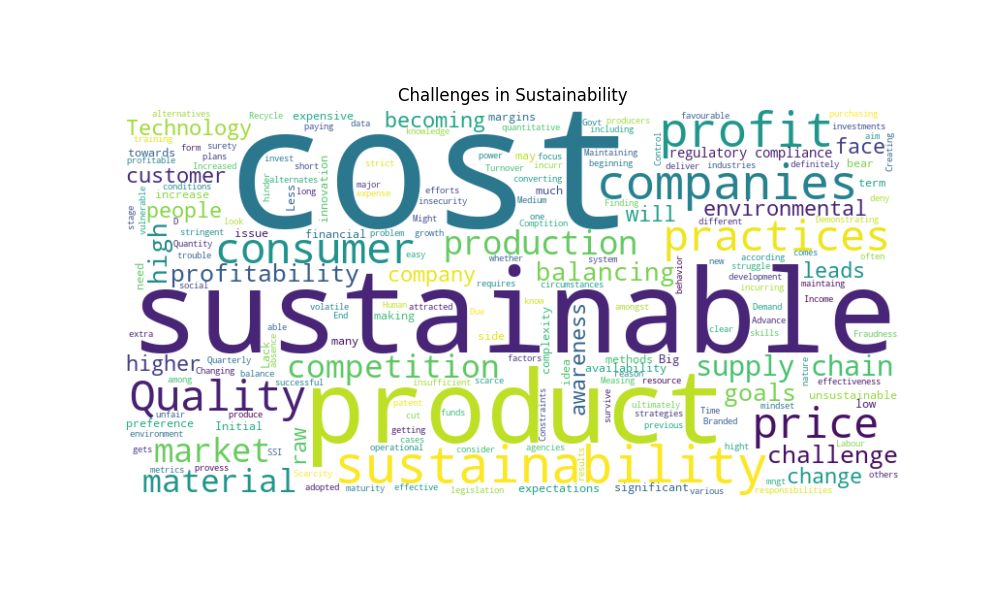 Challenges in Sustainability
alternatives
Recycle
expensive
becoming
margins
Govt
producers
favourable
purchasing
Technology
training
paying
data
knowledge
quantitative
including
profit
investments
aim
Creating
form
surety
cost
Finding
Control
face
towards
plans
profitable
Increased
invest
short
strict
power
may
focus
Maintaining
regulatory compliance
Turnover
incurr
beginning
deliver
industries
definitely
bear
customer
hinder
alternates
major
expense
converting
companies
term
conditions
increase
Less
long
innovation
efforts
insecurity
Medium
much
environmental
deny
vulnerable
stage
people
p
look
Might
growth
one
Comptition
will
different
Demonstrating
stringent
issue
financial
problem
practices
Quantity
high
consumer
easy
production
whether
system
according
comes
often
trouble
struggle
need
social
profitability
company
requires
balancing
circumstances
behavior
new
development
incurring
leads
maintaing
volatile
Human
attracted
Due
know
amongst
Demand
Income
End
making
Advance
sustainable
extra
able
many
side
complexity
awareness
clear
skills
Fraudness
higher
Quarterly
Lack
absence
competition
factors
idea
methods
Big
availability
reason
supply chain
nature
Changing
balance
among
successful
insufficient
scarce
Measing
resource
effectiveness
Quality
product
patent
cut
funds
Constraints
survive
ultimately
strategies
goals
unsustainable
produce
unfair
preference
Initial
getting
previous
Time
Branded
mindset
low
price
environment
cases
gets
market
SSI
raw
operational
consider
agencies
hight
Labour
challenge
metrics
provess
Scarcity
sustainability
results
change
others
material
adopted
maturity
effective
legislation
expectations
significant
various
mngt
responsibilities